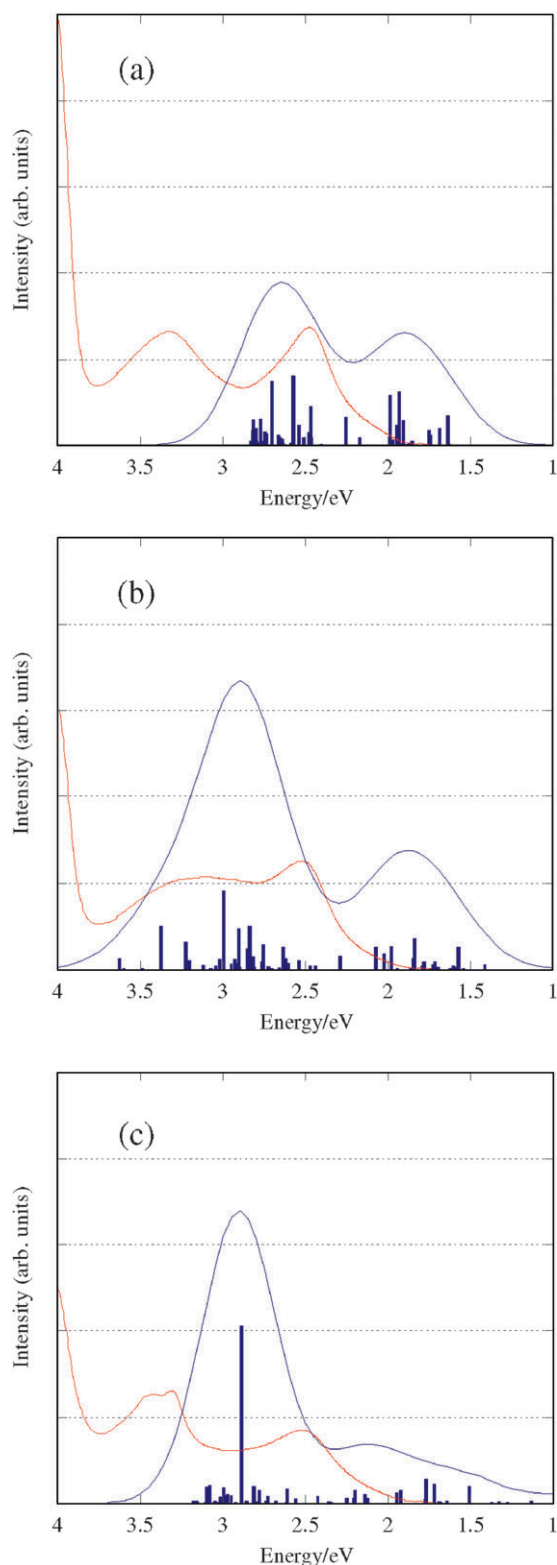 (a)
Intensity (arb. units)
4 3.5 3 2.5 2 1.5 1
Energy/eV
(b)
Intensity (arb. units)
4 3.5 3 2.5 2 1.5 1
Energy/eV
(c)
Intensity (arb. units)
4 3.5 3 2.5 2 1.5 1
Energy/eV